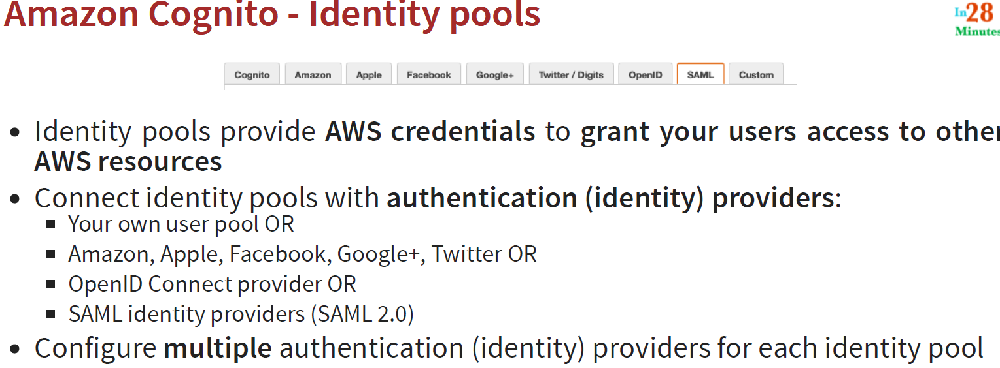 Amazon Cognito - Identity pools
In28
Minutes
Cognito Amazon Apple Facebook Google+ Twitter / Digits OpenID SAML Custom
• Identity pools provide AWS credentials to grant your users access to other
AWS resources
• Connect identity pools with authentication (identity) providers:
▪ Your own user pool OR
▪ Amazon, Apple, Facebook, Google+, Twitter OR
▪ OpenID Connect provider OR
▪ SAML identity providers (SAML 2.0)
• Configure multiple authentication (identity) providers for each identity pool